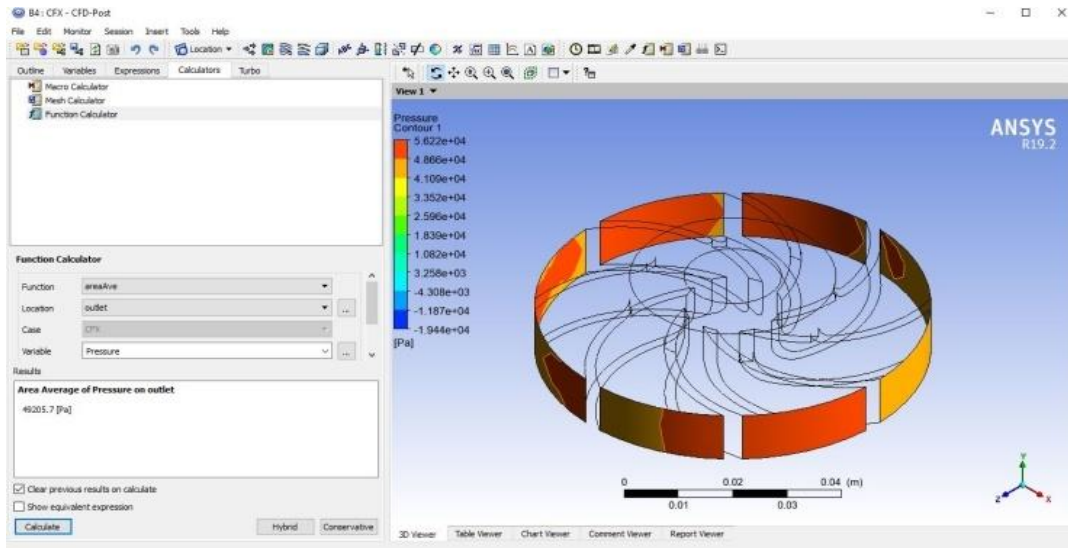 B4 : CFX - CFD-Post
File Edit Monitor Session Insert Tools Help
Location
Outline Variables Expressions Calculators Turbo
Macro Calculator
Mesh Calculator
Function Calculator
Function Calculator
Function areaAve
Location outlet
...
Case CFX
Variable Pressure
...
Results
Area Average of Pressure on outlet
49205.7 [Pa]
Clear previous results on calculate
Show equivalent expression
Calculate Hybrid Conservative
View 1
Pressure
Contour 1
5.622e+04
4.866e+04
4.109e+04
3.352e+04
2.596e+04
1.839e+04
1.082e+04
3.258e+03
-4.308e+03
-1.187e+04
-1.944e+04
[Pa]
ANSYS
R19.2
0 0.02 0.04 (m)
0.01 0.03
Y
Z X
3D Viewer Table Viewer Chart Viewer Comment Viewer Report Viewer